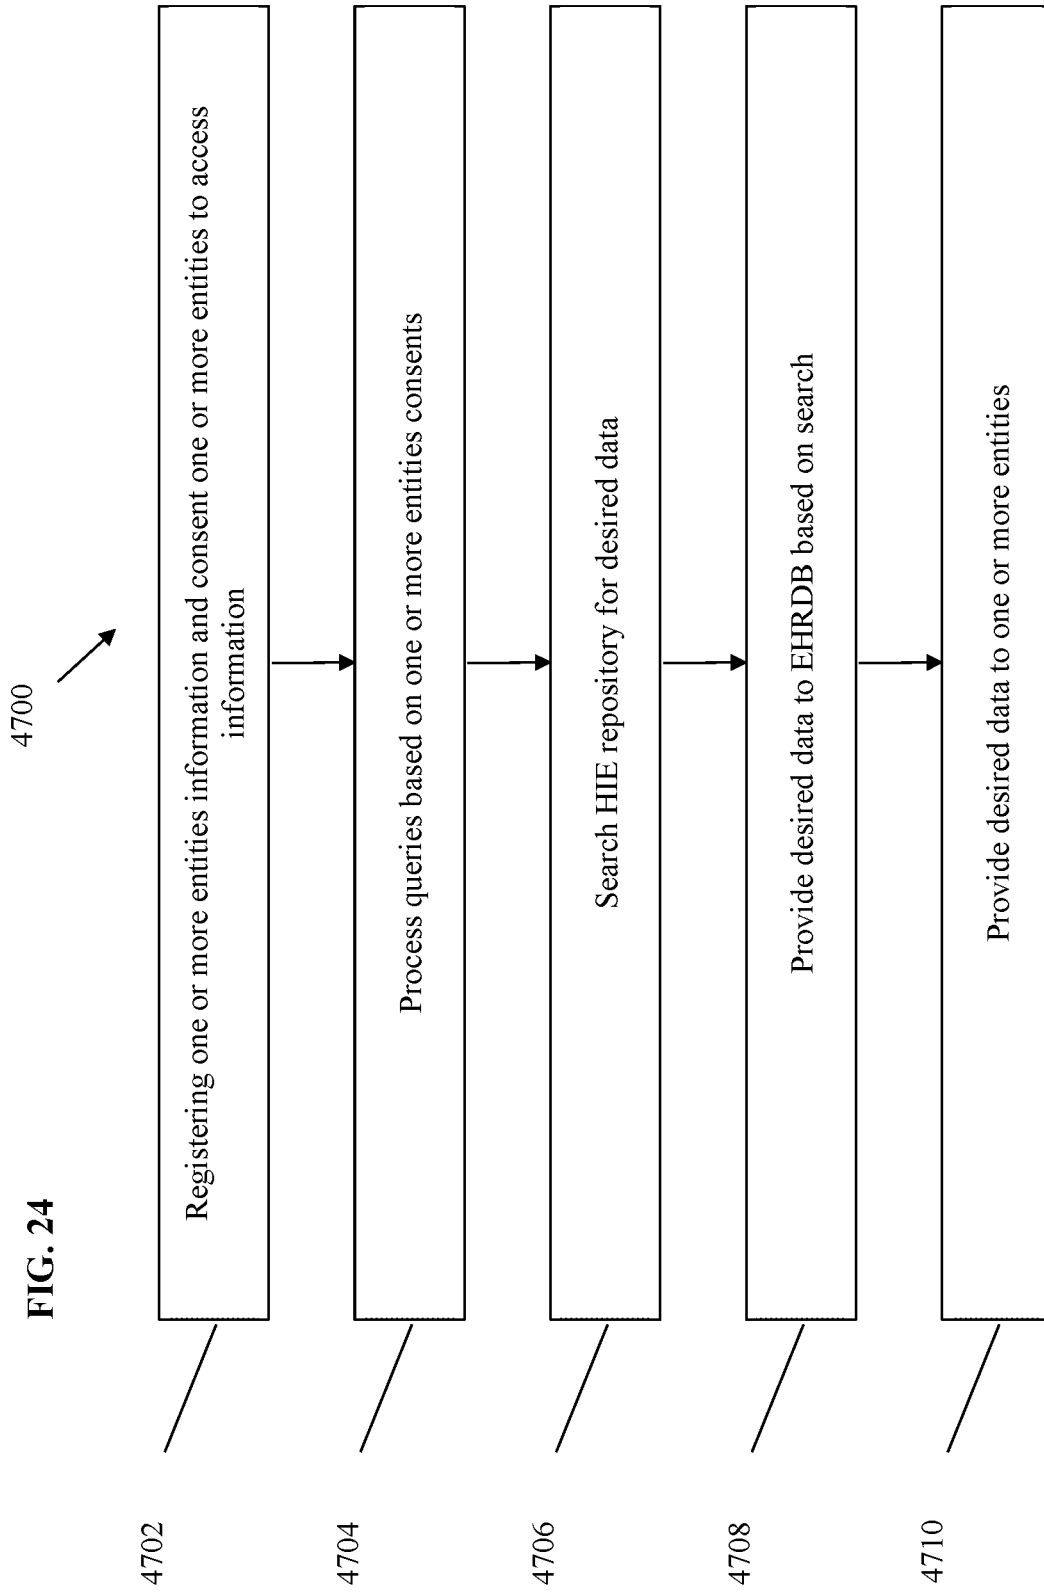 FIG. 24
4700
4702
Registering one or more entities information and consent one or more entities to access
information
4704
Process queries based on one or more entities consents
4706
Search HIE repository for desired data
4708
Provide desired data to EHRDB based on search
4710
Provide desired data to one or more entities